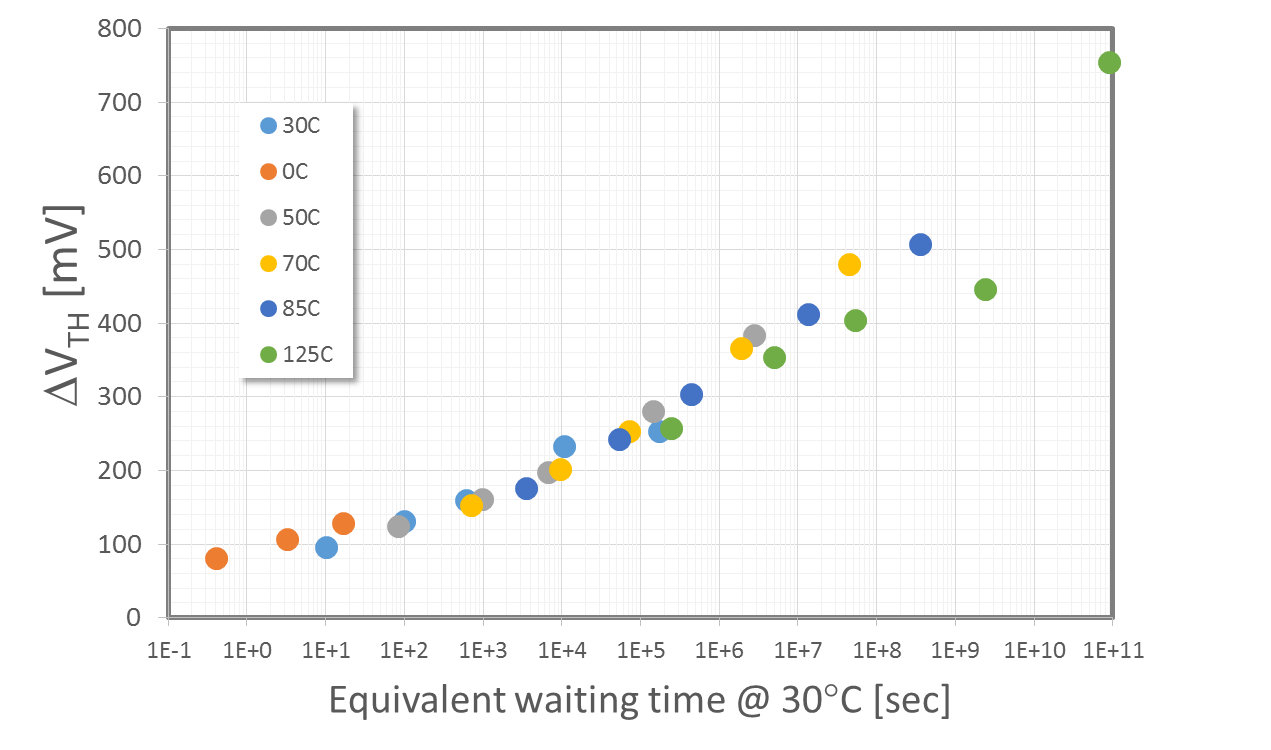 800
700
600
500
400
300
200
100
0
ΔVTH [mV]
30C
0C
50C
70C
85C
125C
1E-1 1E+0 1E+1 1E+2 1E+3 1E+4 1E+5 1E+6 1E+7 1E+8 1E+9 1E+10 1E+11
Equivalent waiting time @ 30°C [sec]